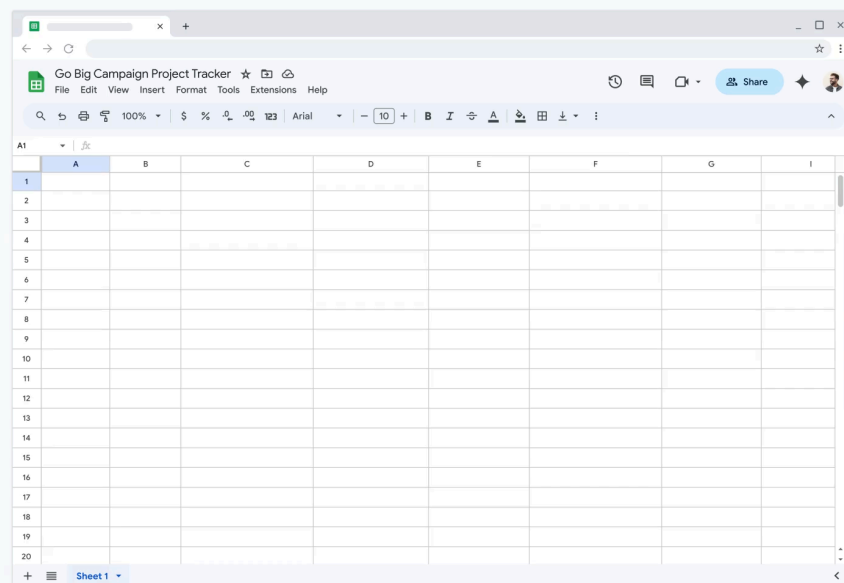 Go Big Campaign Project Tracker
File Edit View Insert Format Tools Extensions Help
Share
100% $ % .0 .00 123 Arial 10 B I A
A1 fx
A B C D E F G I
1
2
3
4
5
6
7
8
9
10
11
12
13
14
15
16
17
18
19
20
Sheet 1